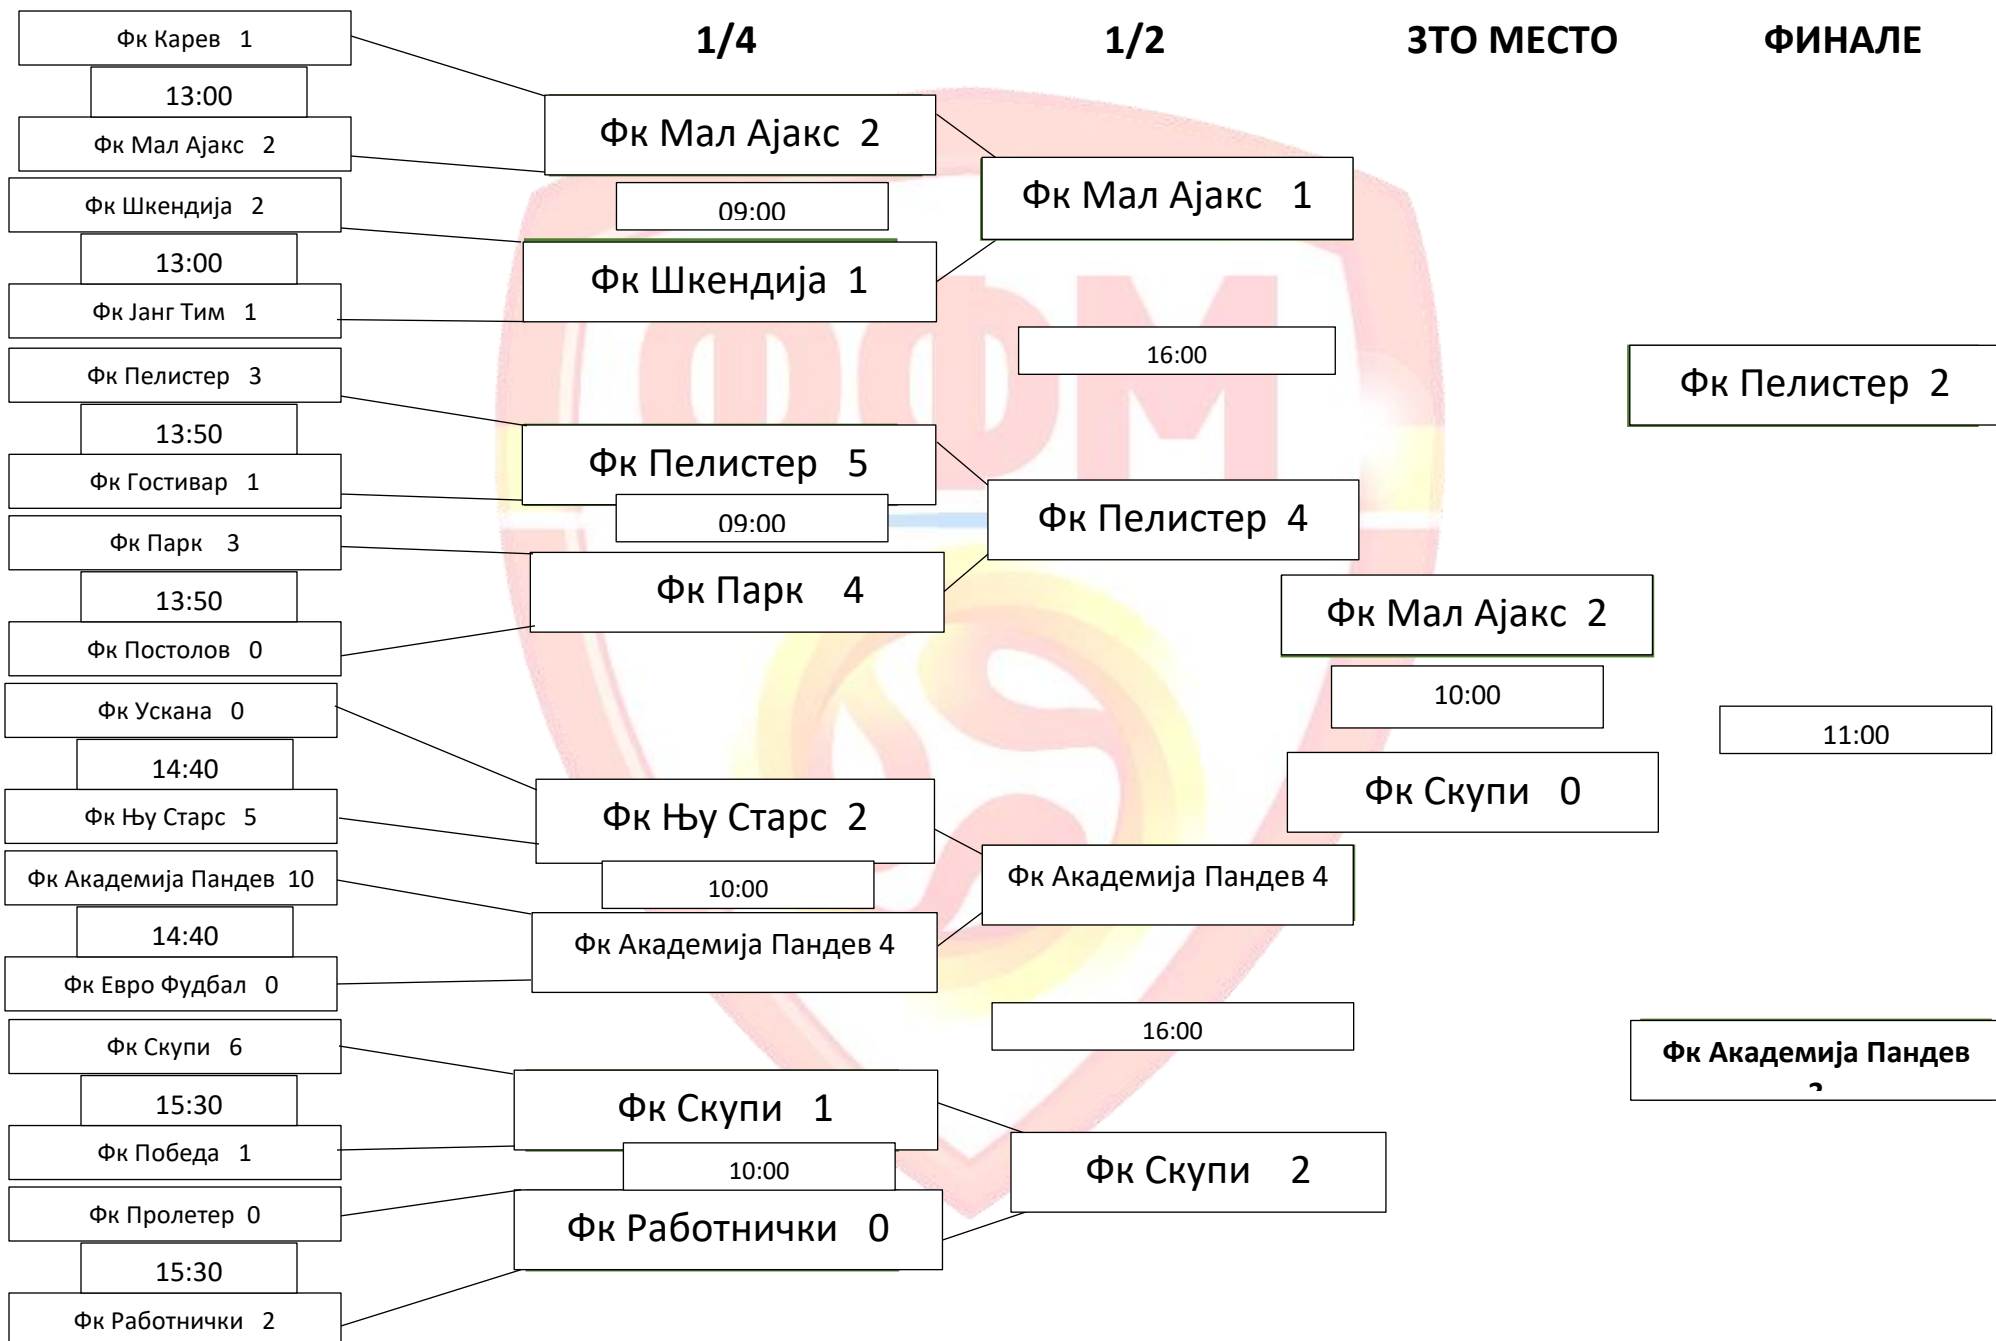 1/4
1/2
3ТО МЕСТО
ФИНАЛЕ
Фк Карев 1
13:00
Фк Мал Ајакс 2
Фк Шкендија 2
13:00
Фк Јанг Тим 1
Фк Пелистер 3
13:50
Фк Гостивар 1
Фк Парк 3
13:50
Фк Постолов 0
Фк Ускана 0
14:40
Фк Њу Старс 5
Фк Академија Пандев 10
14:40
Фк Евро Фудбал 0
Фк Скупи 6
15:30
Фк Победа 1
Фк Пролетер 0
15:30
Фк Работнички 2
Фк Мал Ајакс 2
09:00
Фк Шкендија 1
Фк Пелистер 5
09:00
Фк Парк 4
Фк Њу Старс 2
10:00
Фк Академија Пандев 4
Фк Скупи 1
10:00
Фк Работнички 0
Фк Мал Ајакс 1
16:00
Фк Пелистер 4
Фк Академија Пандев 4
16:00
Фк Скупи 2
Фк Мал Ајакс 2
10:00
Фк Скупи 0
Фк Пелистер 2
11:00
Фк Академија Пандев
ФФМ